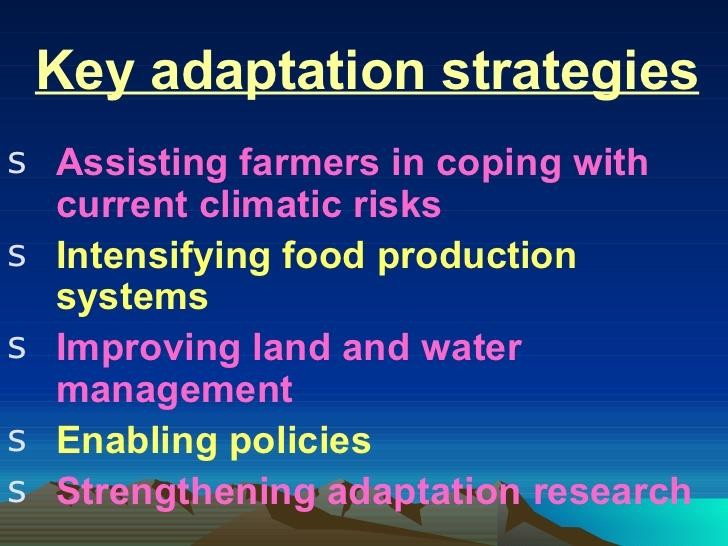 Key adaptation strategies
s Assisting farmers in coping with
current climatic risks
s Intensifying food production
systems
s Improving land and water
management
s Enabling policies
s Strengthening adaptation research